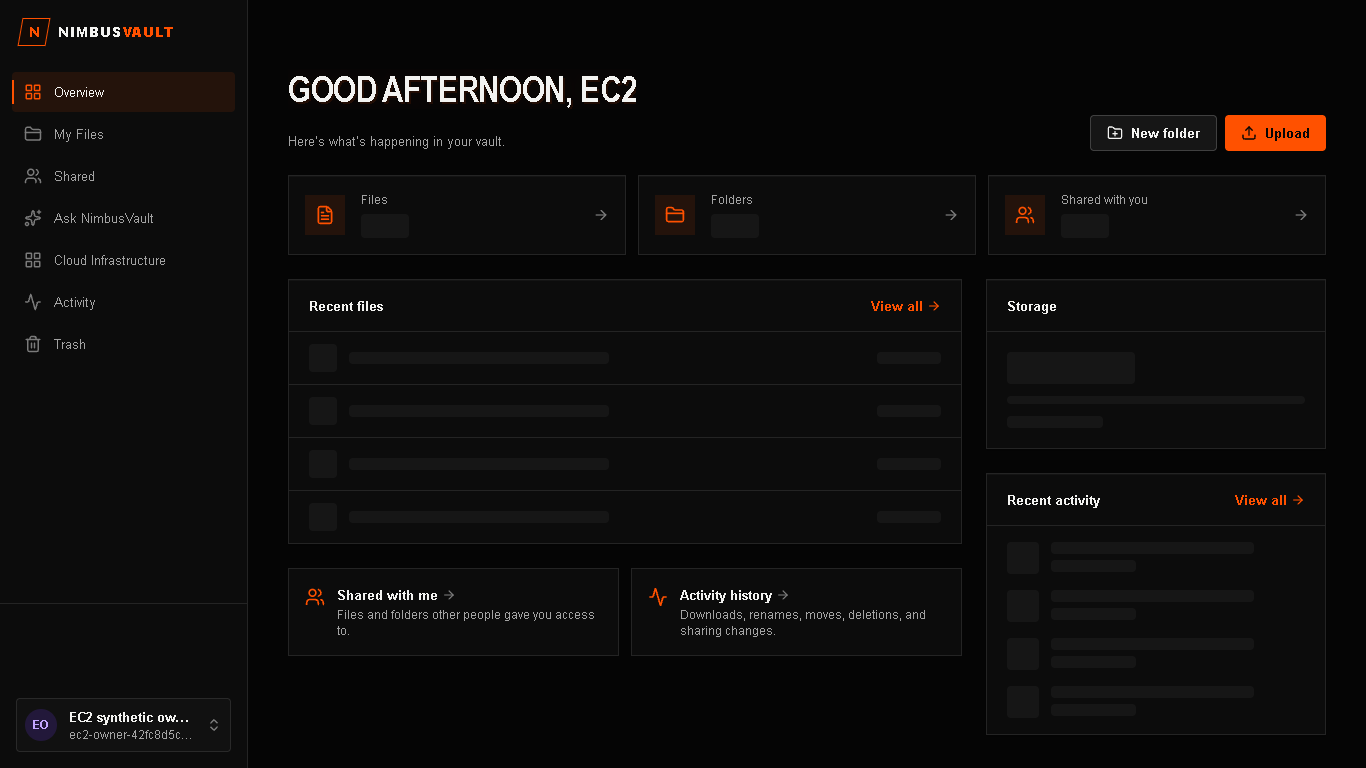 N NIMBUSVAULT
Overview
My Files
Shared
Ask NimbusVault
Cloud Infrastructure
Activity
Trash
EO
EC2 synthetic ow...
ec2-owner-42fc8d5c...
GOOD AFTERNOON, EC2
Here's what's happening in your vault.
New folder
Upload
Files
Folders
Shared with you
Recent files
View all
Storage
Recent activity
View all
Shared with me
Files and folders other people gave you access
to.
Activity history
Downloads, renames, moves, deletions, and
sharing changes.